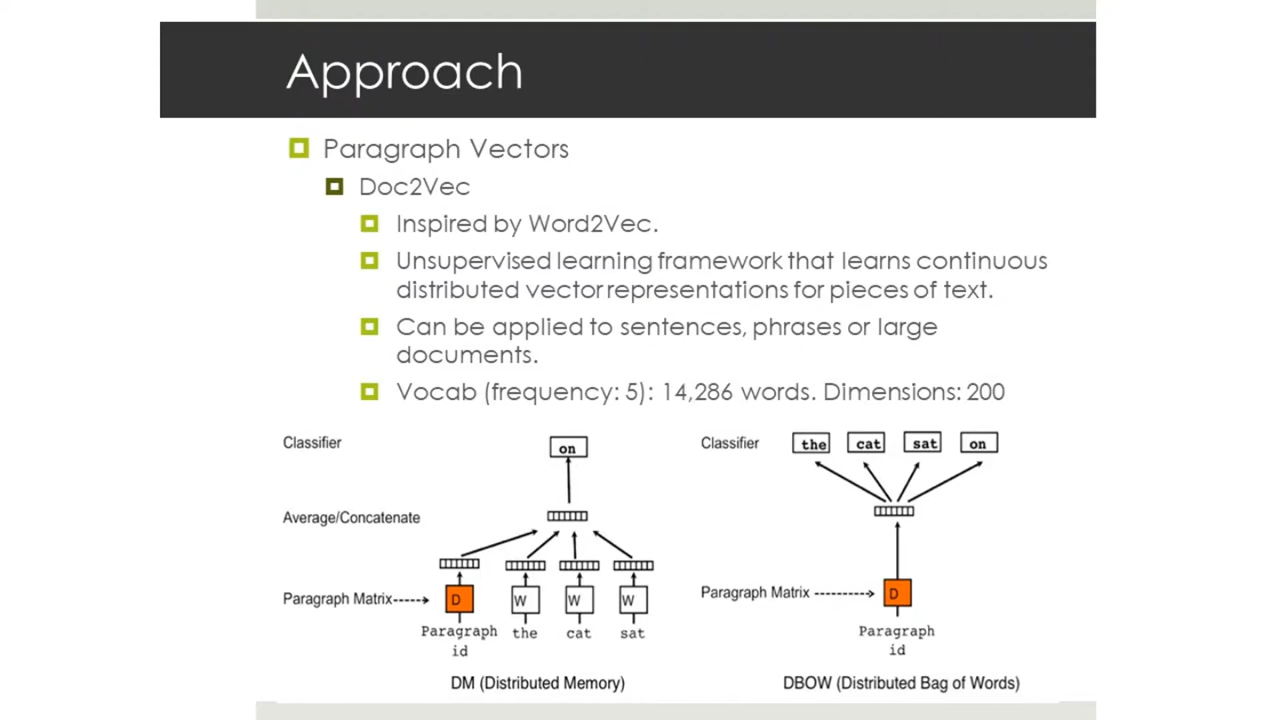 Approach
Paragraph Vectors
Doc2Vec
Inspired by Word2Vec.
Unsupervised learning framework that learns continuous
distributed vector representations for pieces of text.
Can be applied to sentences, phrases or large
documents.
Vocab (frequency: 5): 14,286 words. Dimensions: 200
Classifier
on
Average/Concatenate
Paragraph Matrix
D
W
W
W
Paragraph
id
the
cat
sat
DM (Distributed Memory)
Classifier
the
cat
sat
on
Paragraph Matrix
D
Paragraph
id
DBOW (Distributed Bag of Words)